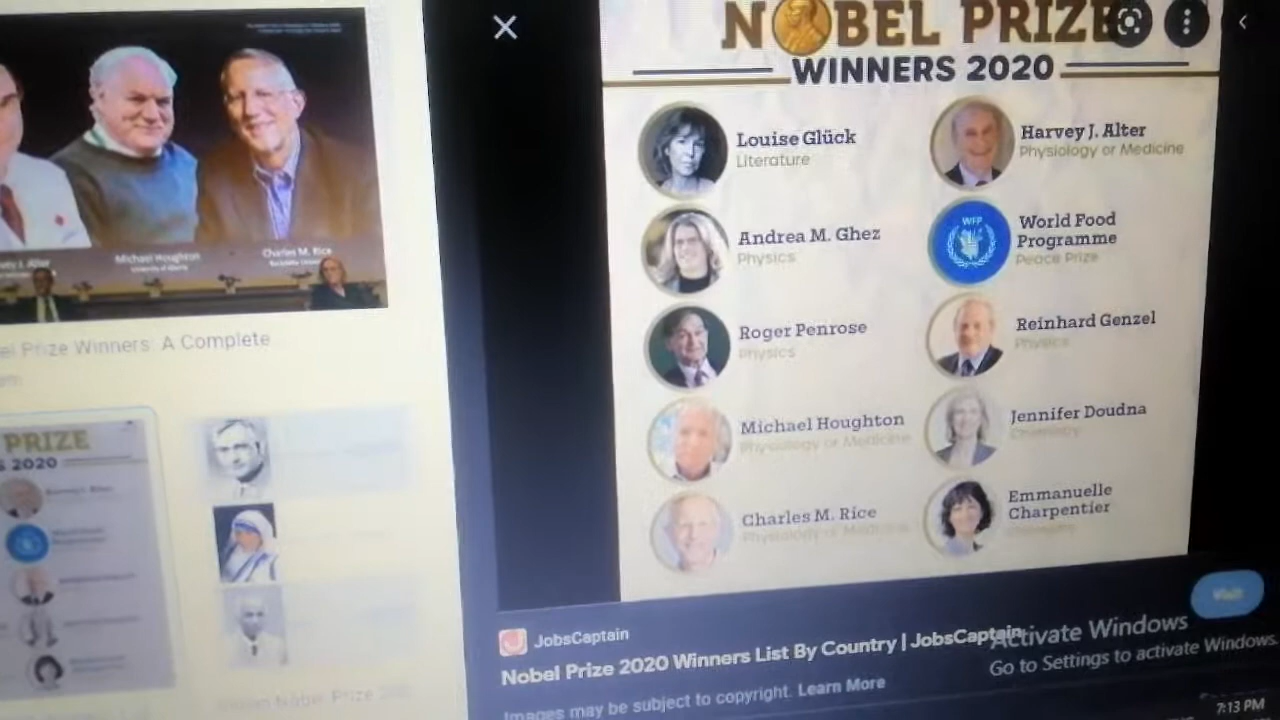 Michael Houghton
Charles M. Rice
Prize Winners: A Complete
PRIZE
2020
NOBEL PRIZE
WINNERS 2020
Louise Glück
Literature
Harvey J. Alter
Physiology or Medicine
Andrea M. Ghez
Physics
WFP
World Food
Programme
Peace Prize
Roger Penrose
Physics
Reinhard Genzel
Physics
Michael Houghton
Physiology or Medicine
Jennifer Doudna
Chemistry
Charles M. Rice
Physiology or Medicine
Emmanuelle
Charpentier
Chemistry
JobsCaptain
Nobel Prize 2020 Winners List By Country | JobsCaptain
Images may be subject to copyright. Learn More
Visit
Activate Windows
Go to Settings to activate Windows.
7:13 PM